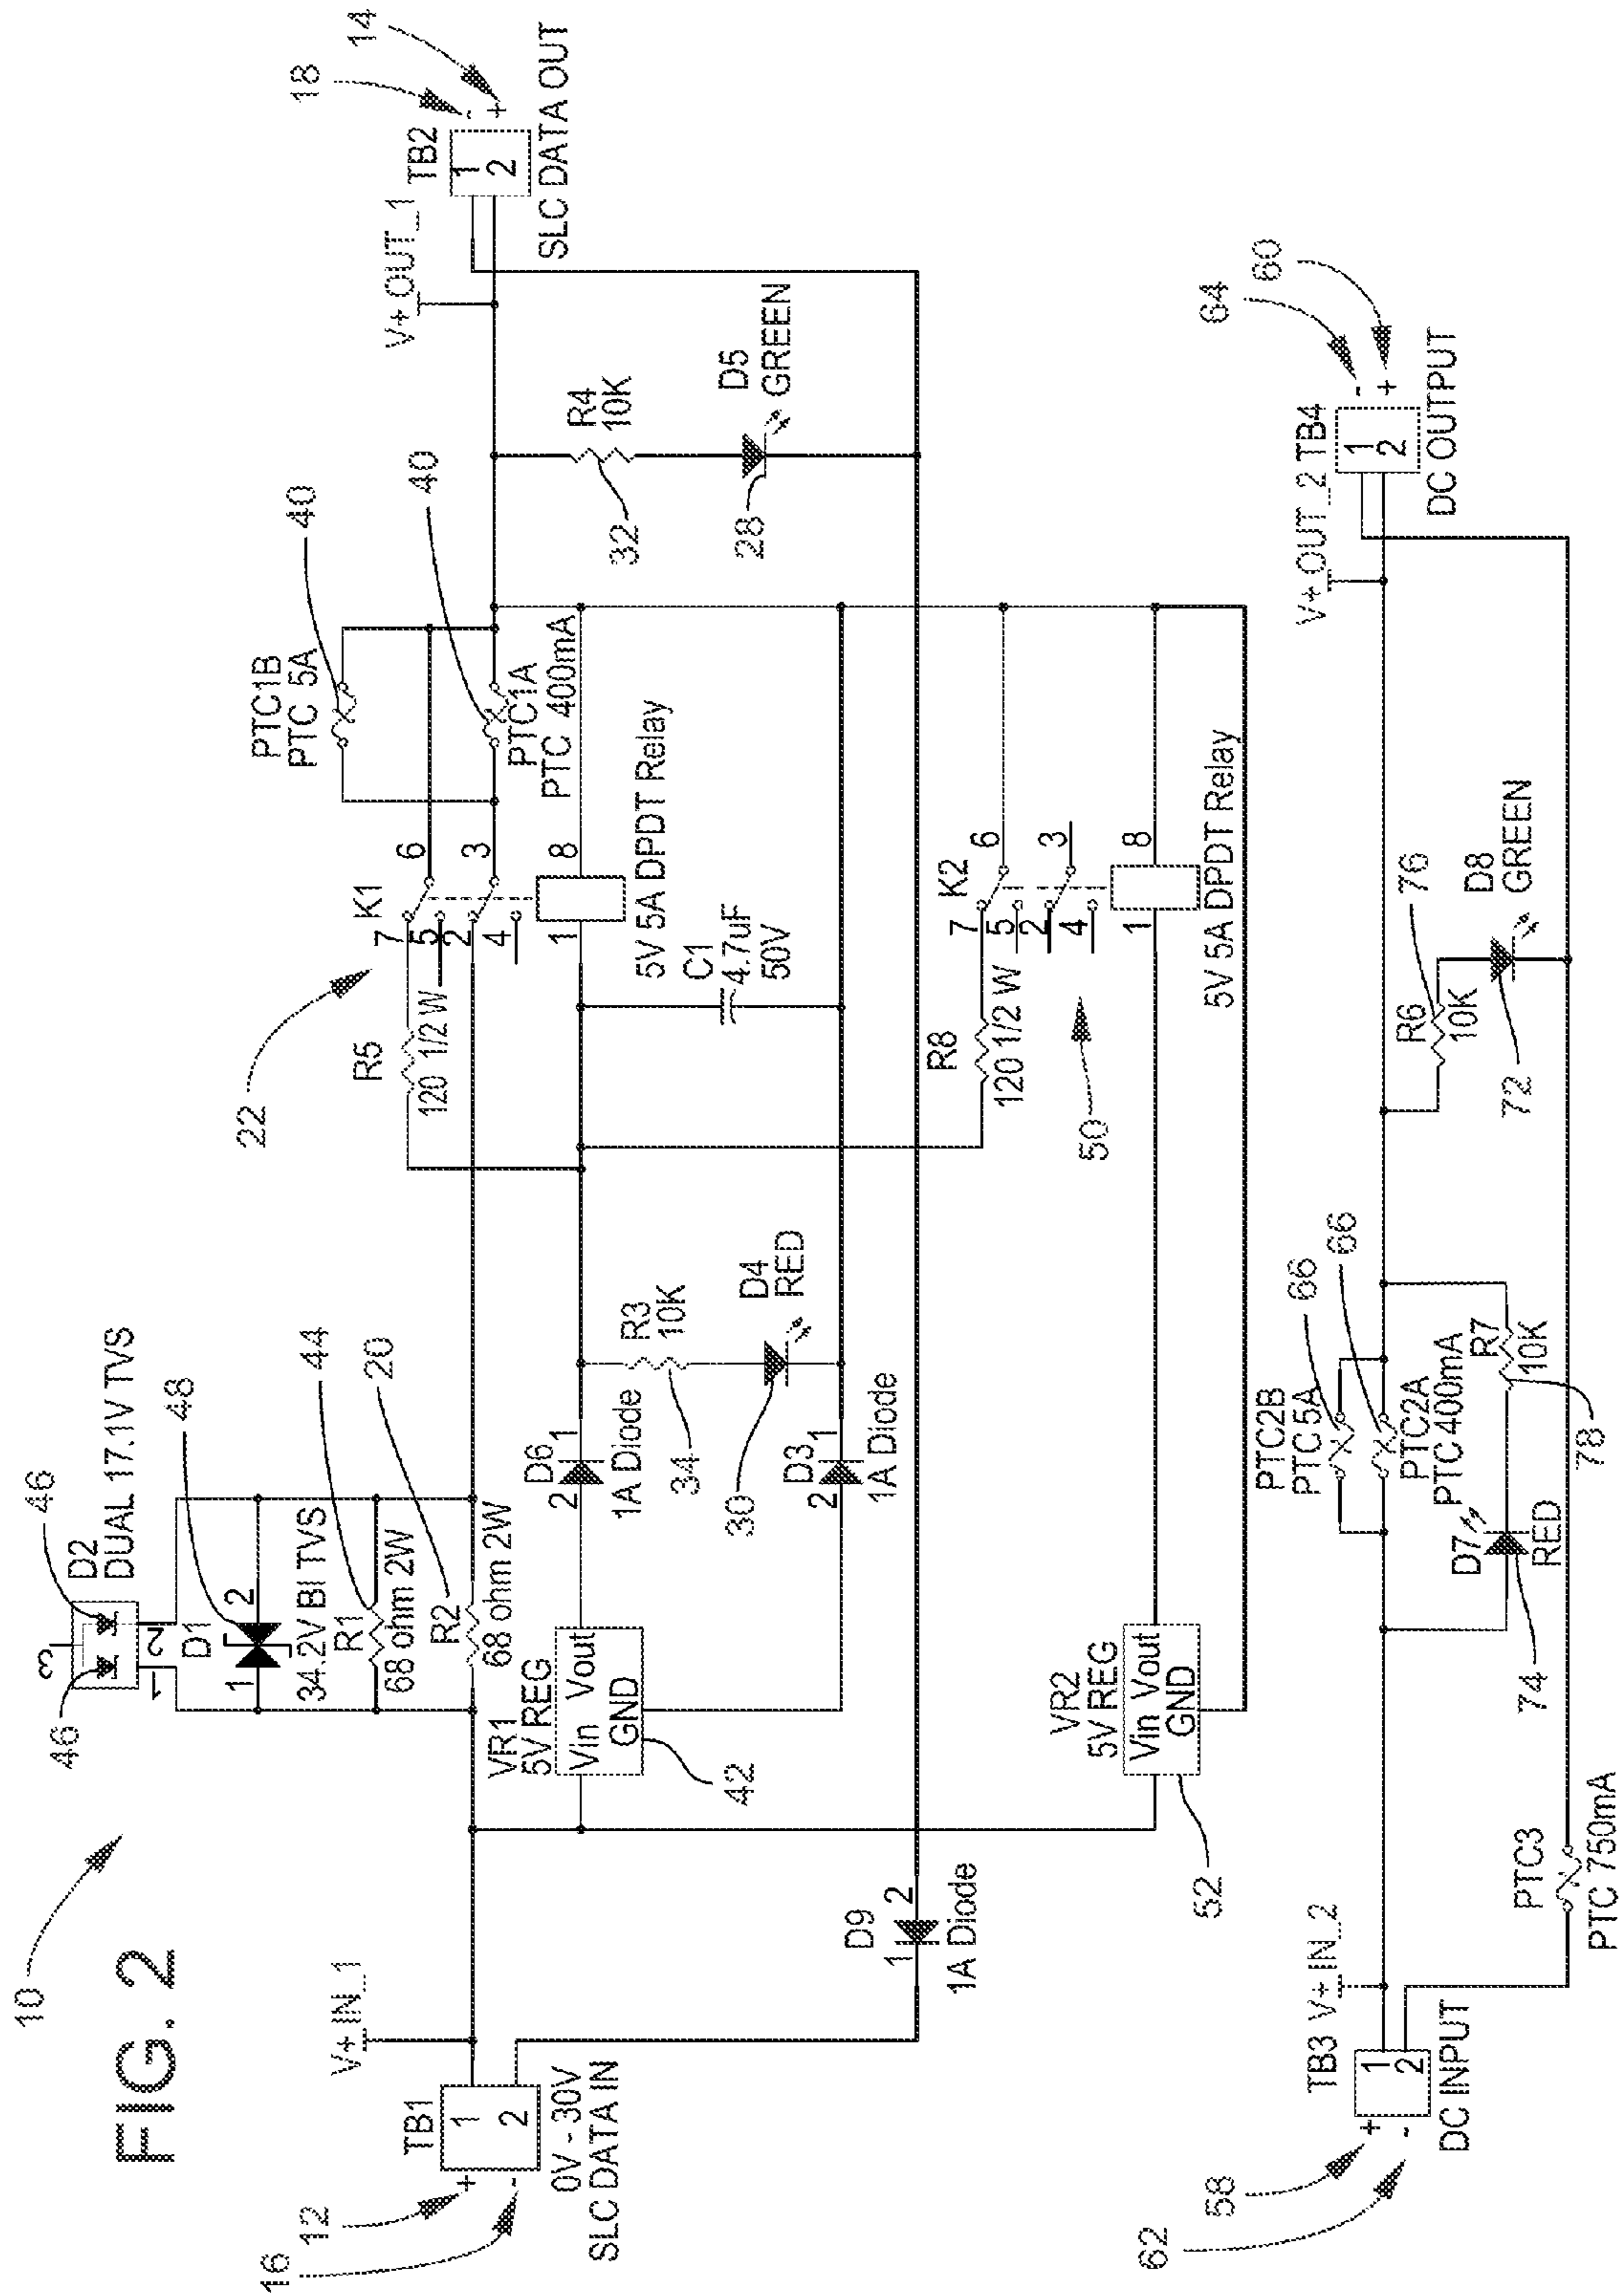 FIG. 2
10
46
3
D2
DUAL 17.1V TVS
46
1
2
48
D1
1
2
34.2V BI TVS
44
R1
68 ohm 2W
20
R2
68 ohm 2W
V+ IN_1
12
16
+
-
TB1
1
2
0V - 30V
SLC DATA IN
VR1
5V REG
Vin Vout
GND
42
D6
2
1
1A Diode
R3
10K
34
D4
RED
30
D3
2
1
1A Diode
D9
1
2
1A Diode
22
R5
120 1/2 W
K1
7
5
2
4
6
3
1
8
5V 5A DPDT Relay
C1
4.7uF
50V
PTC1B
PTC 5A
40
40
PTC1A
PTC 400mA
V+ OUT_1
TB2
1
2
-
+
18
14
SLC DATA OUT
R4
10K
32
D5
GREEN
28
R8
120 1/2 W
50
K2
7
5
2
4
6
3
1
8
5V 5A DPDT Relay
VR2
5V REG
Vin Vout
GND
52
TB3
V+ IN_2
1
2
+
-
58
62
DC INPUT
PTC3
PTC 750mA
PTC2B
PTC5A
66
66
PTC2A
PTC 400mA
D7
RED
74
R7
10K
78
R6
10K
76
D8
GREEN
72
V+ OUT_2
TB4
1
2
-
+
64
60
DC OUTPUT